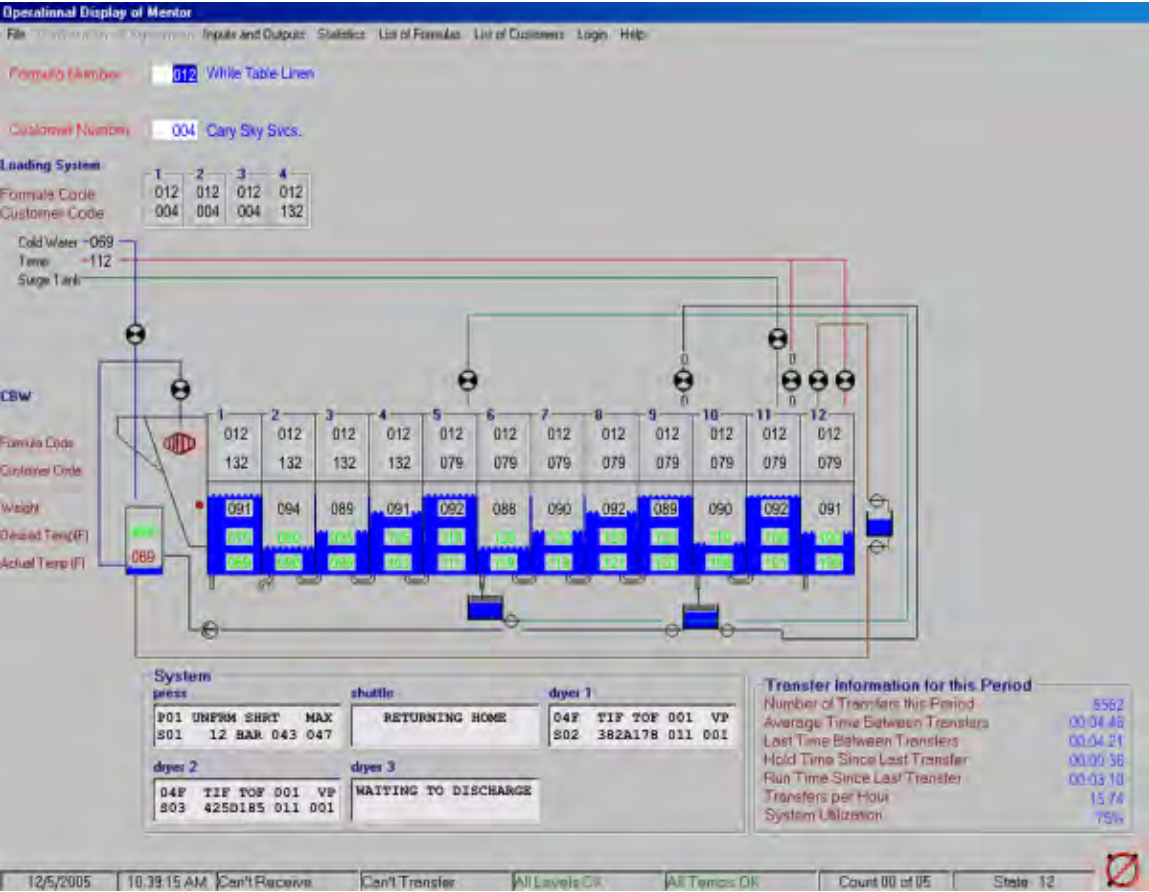 Operational Display of Mentor
File Inputs and Outputs Statistics List of Formulas List of Customers Login Help
Formula Number 012 White Table Linen
Customer Number 004 Cary Sky Svcs.
Loading System
1 2 3 4
Formula Code 012 012 012 012
Customer Code 004 004 004 132
Cold Water 069
Temp 112
Surge Tank
0 0
0 0
CBW
1 2 3 4 5 6 7 8 9 10 11 12
Formula Code 012 012 012 012 012 012 012 012 012 012 012 012
Customer Code 132 132 132 132 079 079 079 079 079 079 079 079
Weight 091 094 089 091 092 088 090 092 089 090 092 091
Desired Temp(F)
Actual Temp (F) 069
System
press shuttle dryer 1
P01 UNFRM SHRT MAX
S01 12 BAR 043 047
RETURNING HOME
04F TIF TOF 001 VP
S02 382A178 011 001
dryer 2 dryer 3
04F TIF TOF 001 VP
S03 425D185 011 001
WAITING TO DISCHARGE
Transfer Information for this Period
Number of Transfers this Period 5552
Average Time Between Transfers 00:04:46
Last Time Between Transfers 00:04:21
Hold Time Since Last Transfer 00:00:36
Run Time Since Last Transfer 00:03:10
Transfers per Hour 15.74
System Utilization 75%
12/5/2005 10:39:15 AM Can't Receive Can't Transfer All Levels OK All Temps OK Count 00 of 05 State 12